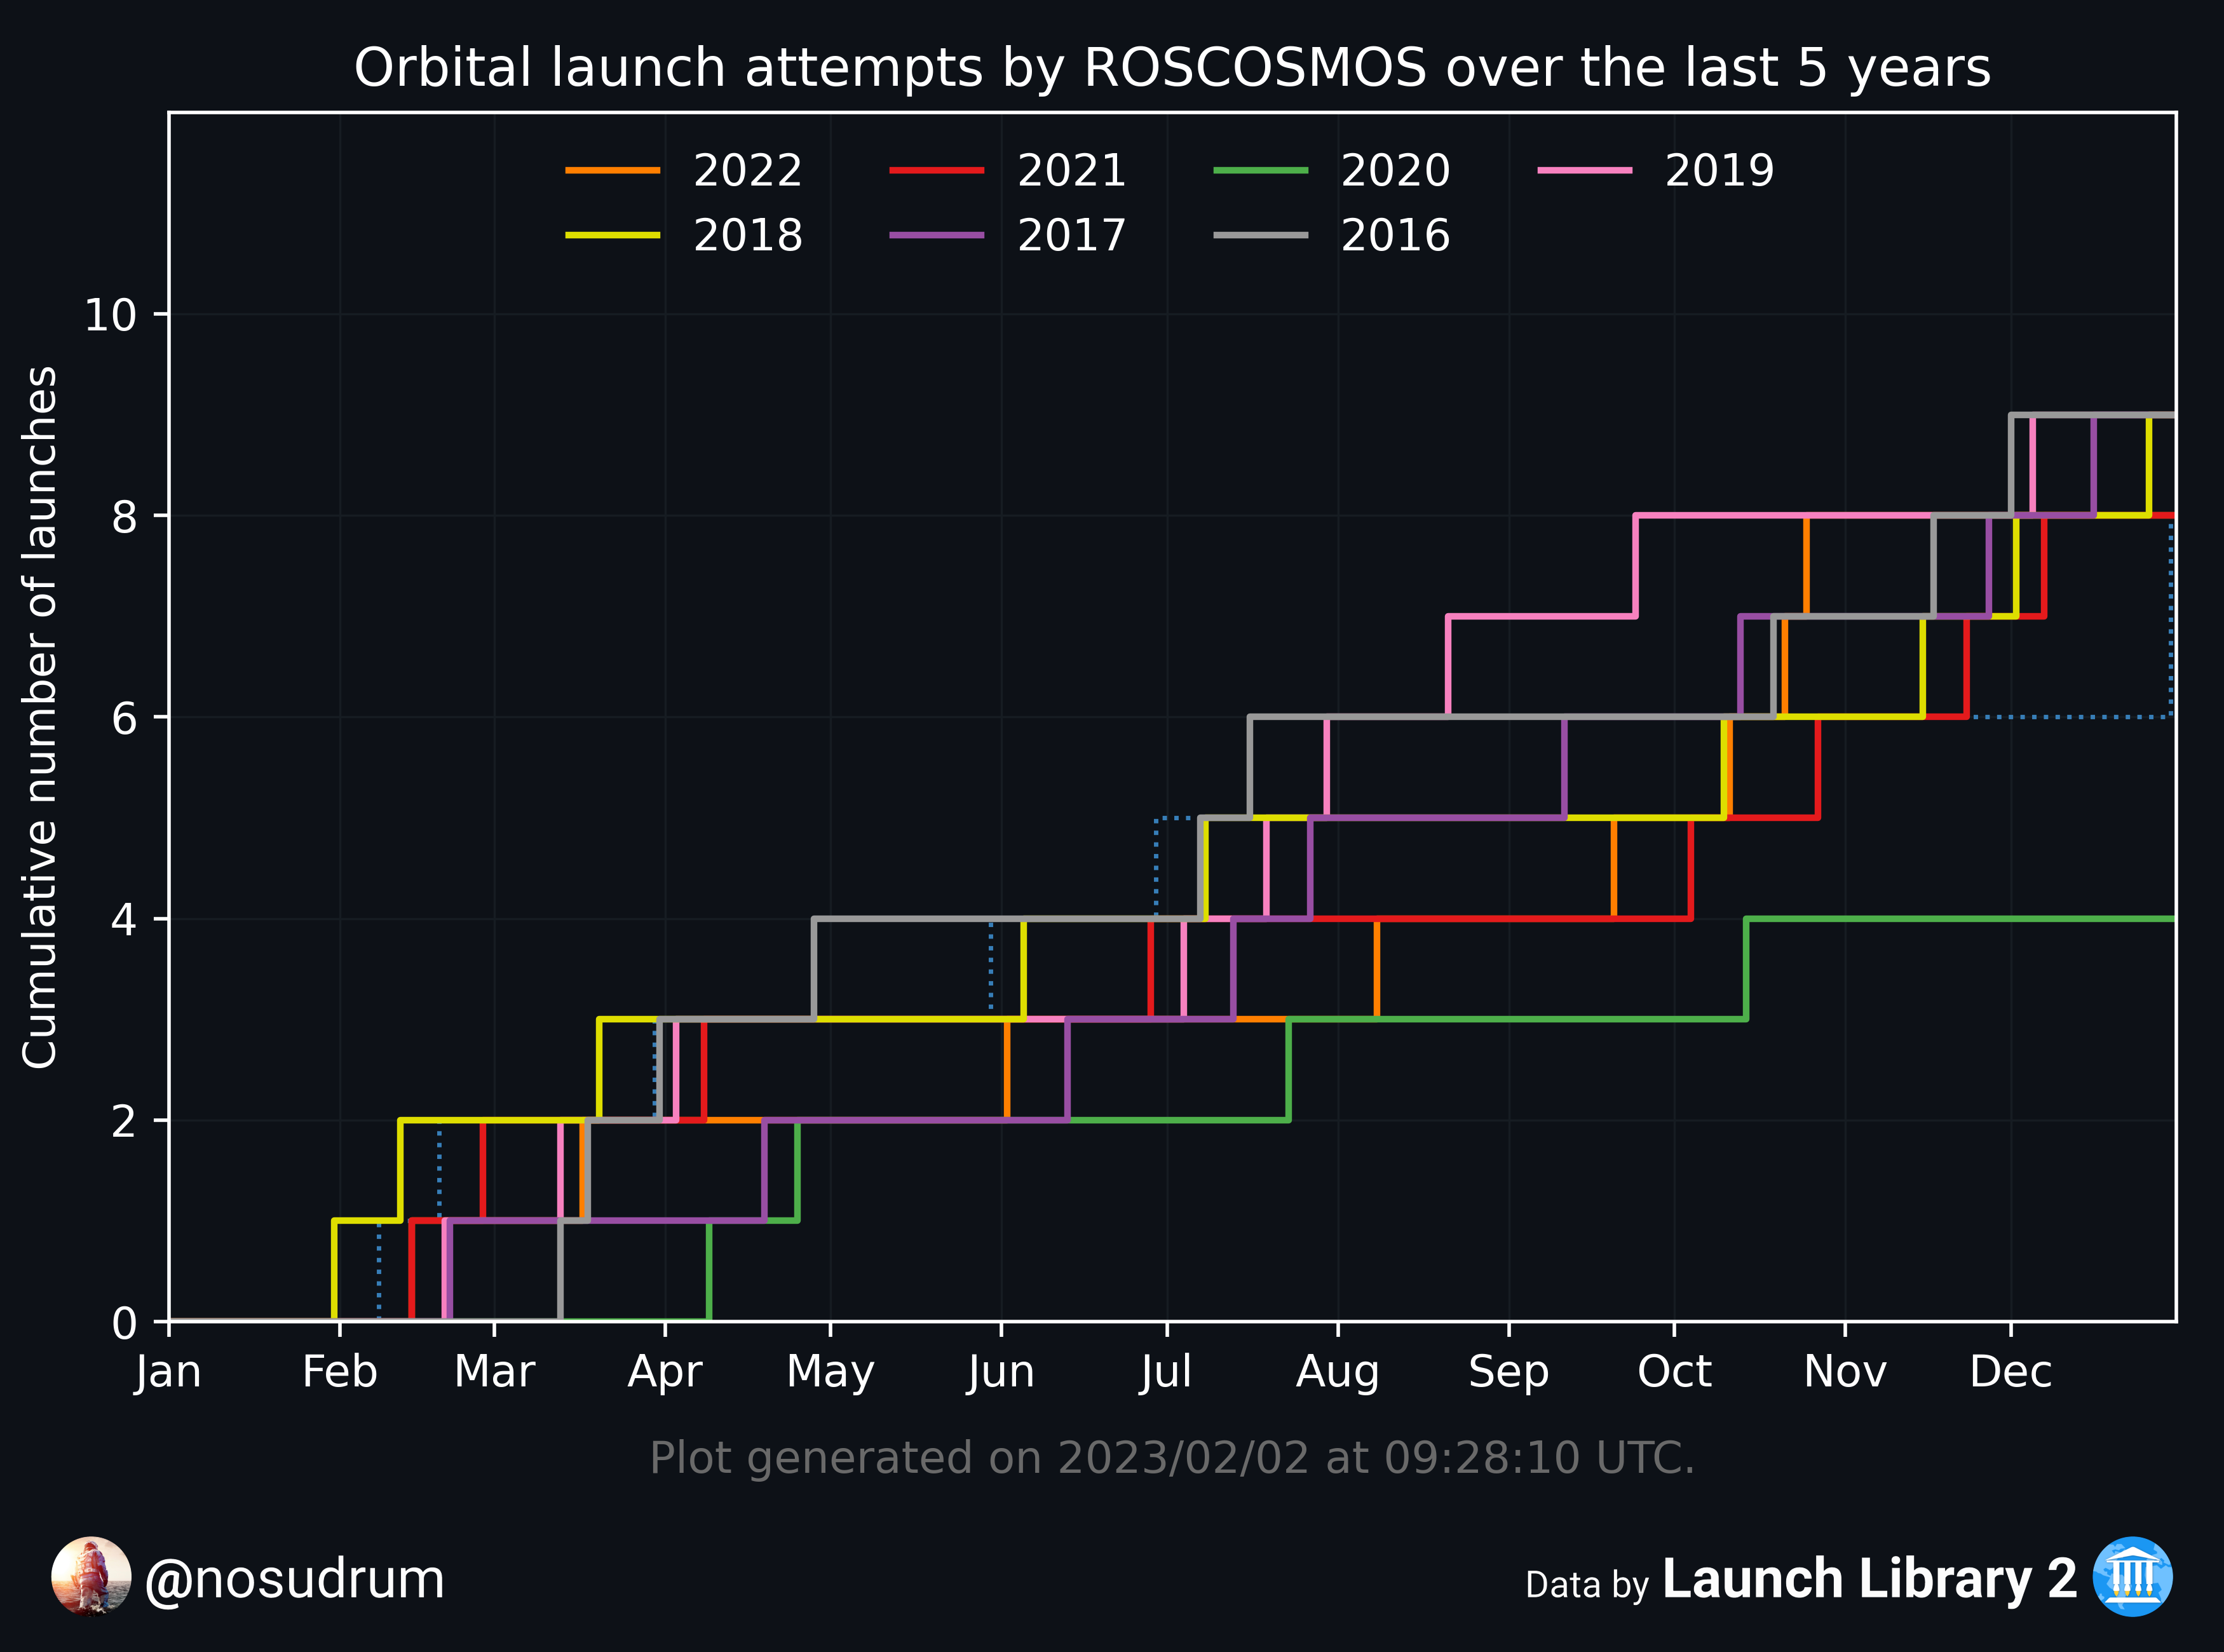 Orbital launch attempts by ROSCOSMOS over the last 5 years
2022 2021 2020 2019
2018 2017 2016
Cumulative number of launches
10
8
6
4
2
0
Jan Feb Mar Apr May Jun Jul Aug Sep Oct Nov Dec
Plot generated on 2023/02/02 at 09:28:10 UTC.
@nosudrum
Data by Launch Library 2